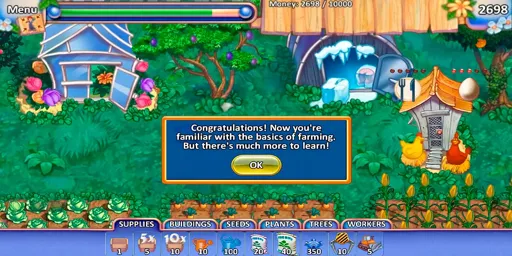 Menu
Money: 2698 / 10000
2698
Congratulations! Now you're
familiar with the basics of farming.
But there's much more to learn!
OK
SUPPLIES BUILDINGS SEEDS PLANTS TREES WORKERS
5x 10x
1 5 10 10 100 20 40 350 10 5